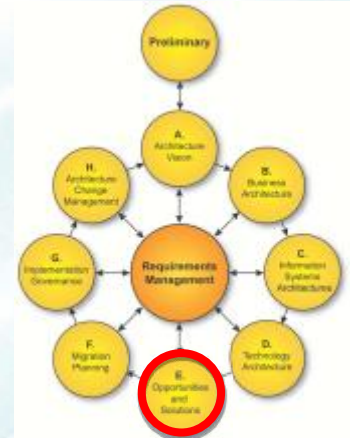 Preliminary
A.
Architecture
Vision
B.
Business
Architecture
C.
Information
Systems
Architectures
D.
Technology
Architecture
E.
Opportunities
and
Solutions
F.
Migration
Planning
G.
Implementation
Governance
H.
Architecture
Change
Management
Requirements
Management